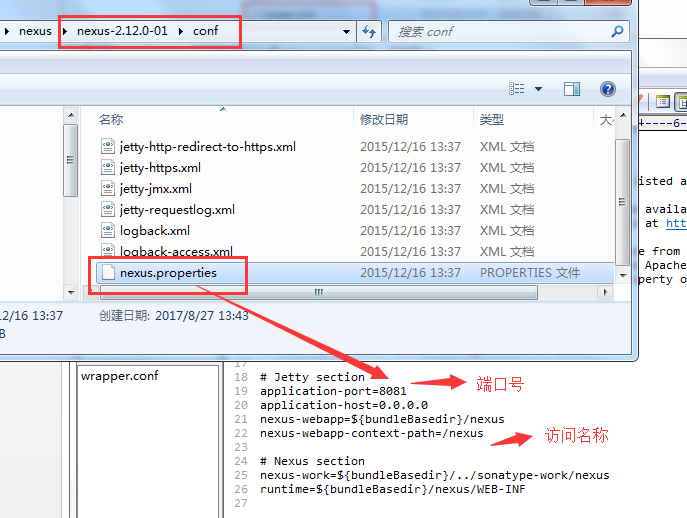 nexus ▸ nexus-2.12.0-01 ▸ conf
搜索 conf
名称 修改日期 类型
jetty-http-redirect-to-https.xml 2015/12/16 13:37 XML 文档
jetty-https.xml 2015/12/16 13:37 XML 文档
jetty-jmx.xml 2015/12/16 13:37 XML 文档
jetty-requestlog.xml 2015/12/16 13:37 XML 文档
logback.xml 2015/12/16 13:37 XML 文档
logback-access.xml 2015/12/16 13:37 XML 文档
nexus.properties 2015/12/16 13:37 PROPERTIES 文件
2/16 13:37 创建日期: 2017/8/27 13:43
B
+----6-
isted a
availa
at htt
e from
Apache
perty o
wrapper.conf
17
18 # Jetty section
19 application-port=8081
端口号
20 application-host=0.0.0.0
21 nexus-webapp=${bundleBasedir}/nexus
22 nexus-webapp-context-path=/nexus
访问名称
23
24 # Nexus section
25 nexus-work=${bundleBasedir}/../sonatype-work/nexus
26 runtime=${bundleBasedir}/nexus/WEB-INF
27